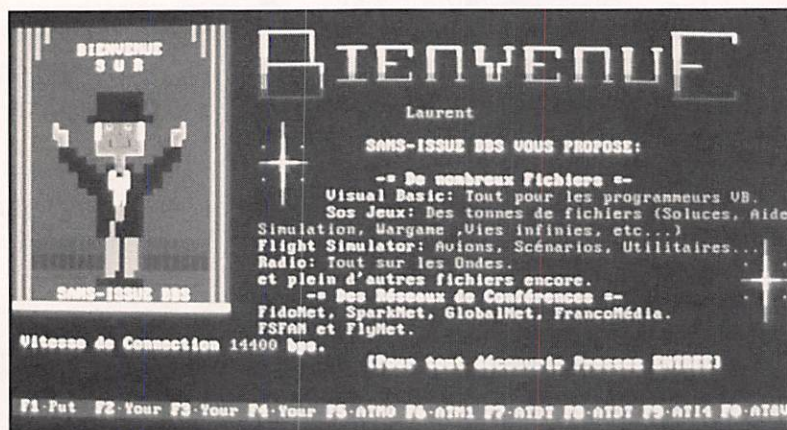 BIENVENUE
SUR
SANS-ISSUE BBS
BIENVENUE
Laurent
SANS-ISSUE BBS VOUS PROPOSE:
-= De nombreux Fichiers =-
Visual Basic: Tout pour les programmeurs VB.
Sos Jeux: Des tonnes de fichiers (Soluces, Aide
Simulation, Wargame ,Vies infinies, etc...)
Flight Simulator: Avions, Scénarios, Utilitaires...
Radio: Tout sur les Ondes.
et plein d'autres fichiers encore.
-= Des Réseaux de Conférences =-
FidoNet, SparkNet, GlobalNet, FrancoMédia.
FSFAN et FlyNet.
Vitesse de Connection 14400 bps.
[Pour tout découvrir Pressez ENTREE]
F1-Put F2-Your F3-Your F4-Your F5-ATM0 F6-ATM1 F7-ATDT F8-ATDT F9-ATI4 F0-AT&V